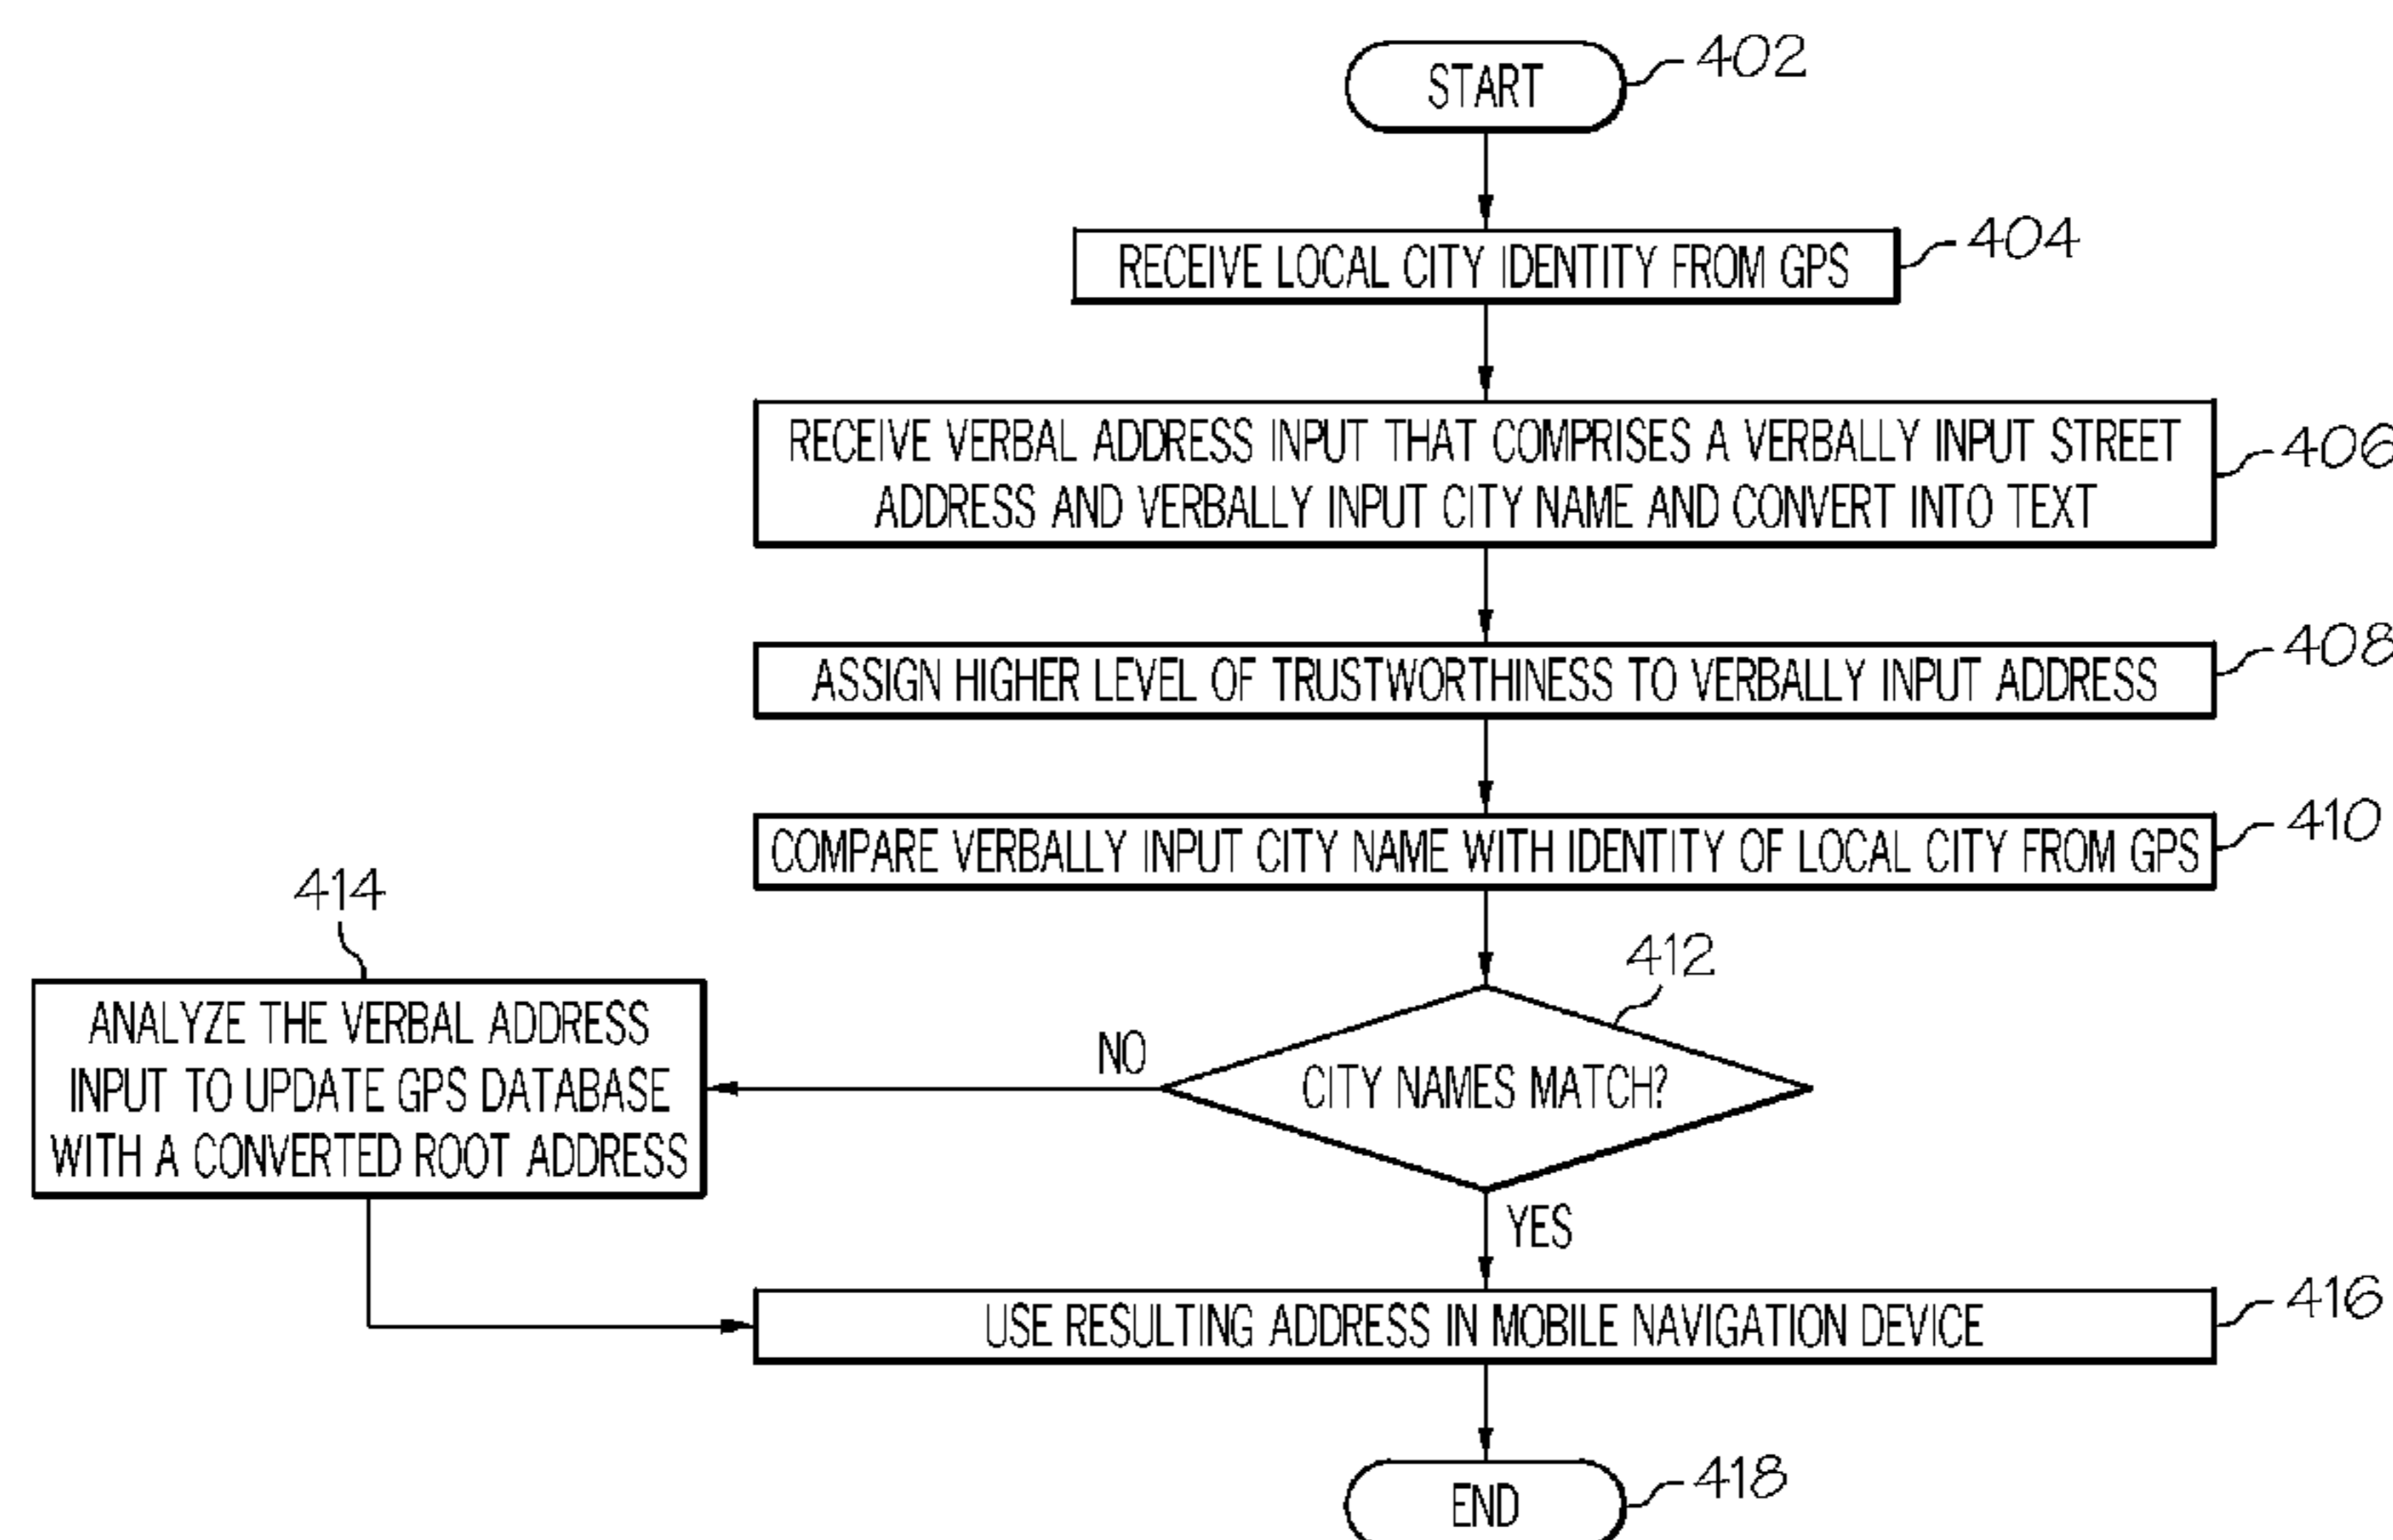 START
402
RECEIVE LOCAL CITY IDENTITY FROM GPS
404
RECEIVE VERBAL ADDRESS INPUT THAT COMPRISES A VERBALLY INPUT STREET
ADDRESS AND VERBALLY INPUT CITY NAME AND CONVERT INTO TEXT
406
ASSIGN HIGHER LEVEL OF TRUSTWORTHINESS TO VERBALLY INPUT ADDRESS
408
COMPARE VERBALLY INPUT CITY NAME WITH IDENTITY OF LOCAL CITY FROM GPS
410
412
CITY NAMES MATCH?
NO
414
ANALYZE THE VERBAL ADDRESS
INPUT TO UPDATE GPS DATABASE
WITH A CONVERTED ROOT ADDRESS
YES
USE RESULTING ADDRESS IN MOBILE NAVIGATION DEVICE
416
END
418